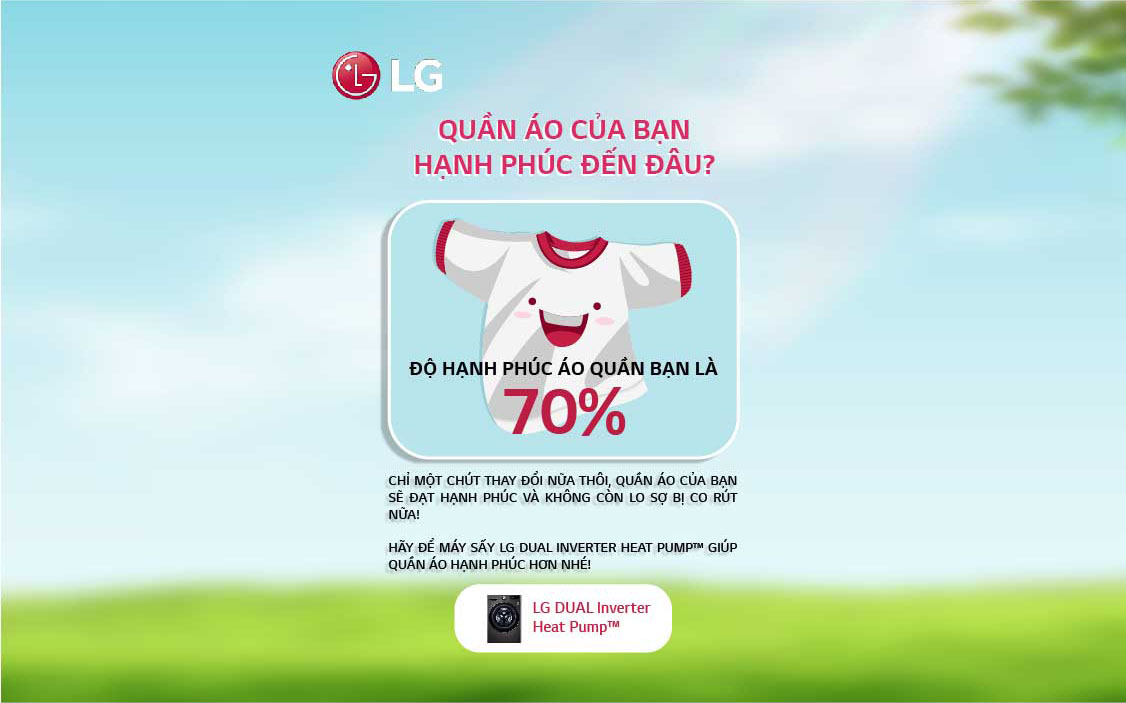 LG
QUẦN ÁO CỦA BẠN
HẠNH PHÚC ĐẾN ĐÂU?
ĐỘ HẠNH PHÚC ÁO QUẦN BẠN LÀ
70%
CHỈ MỘT CHÚT THAY ĐỔI NỮA THÔI, QUẦN ÁO CỦA BẠN
SẼ ĐẠT HẠNH PHÚC VÀ KHÔNG CÒN LO SỢ BỊ CO RÚT
NỮA!
HÃY ĐỂ MÁY SẤY LG DUAL INVERTER HEAT PUMP™ GIÚP
QUẦN ÁO HẠNH PHÚC HƠN NHÉ!
LG DUAL Inverter
Heat Pump™